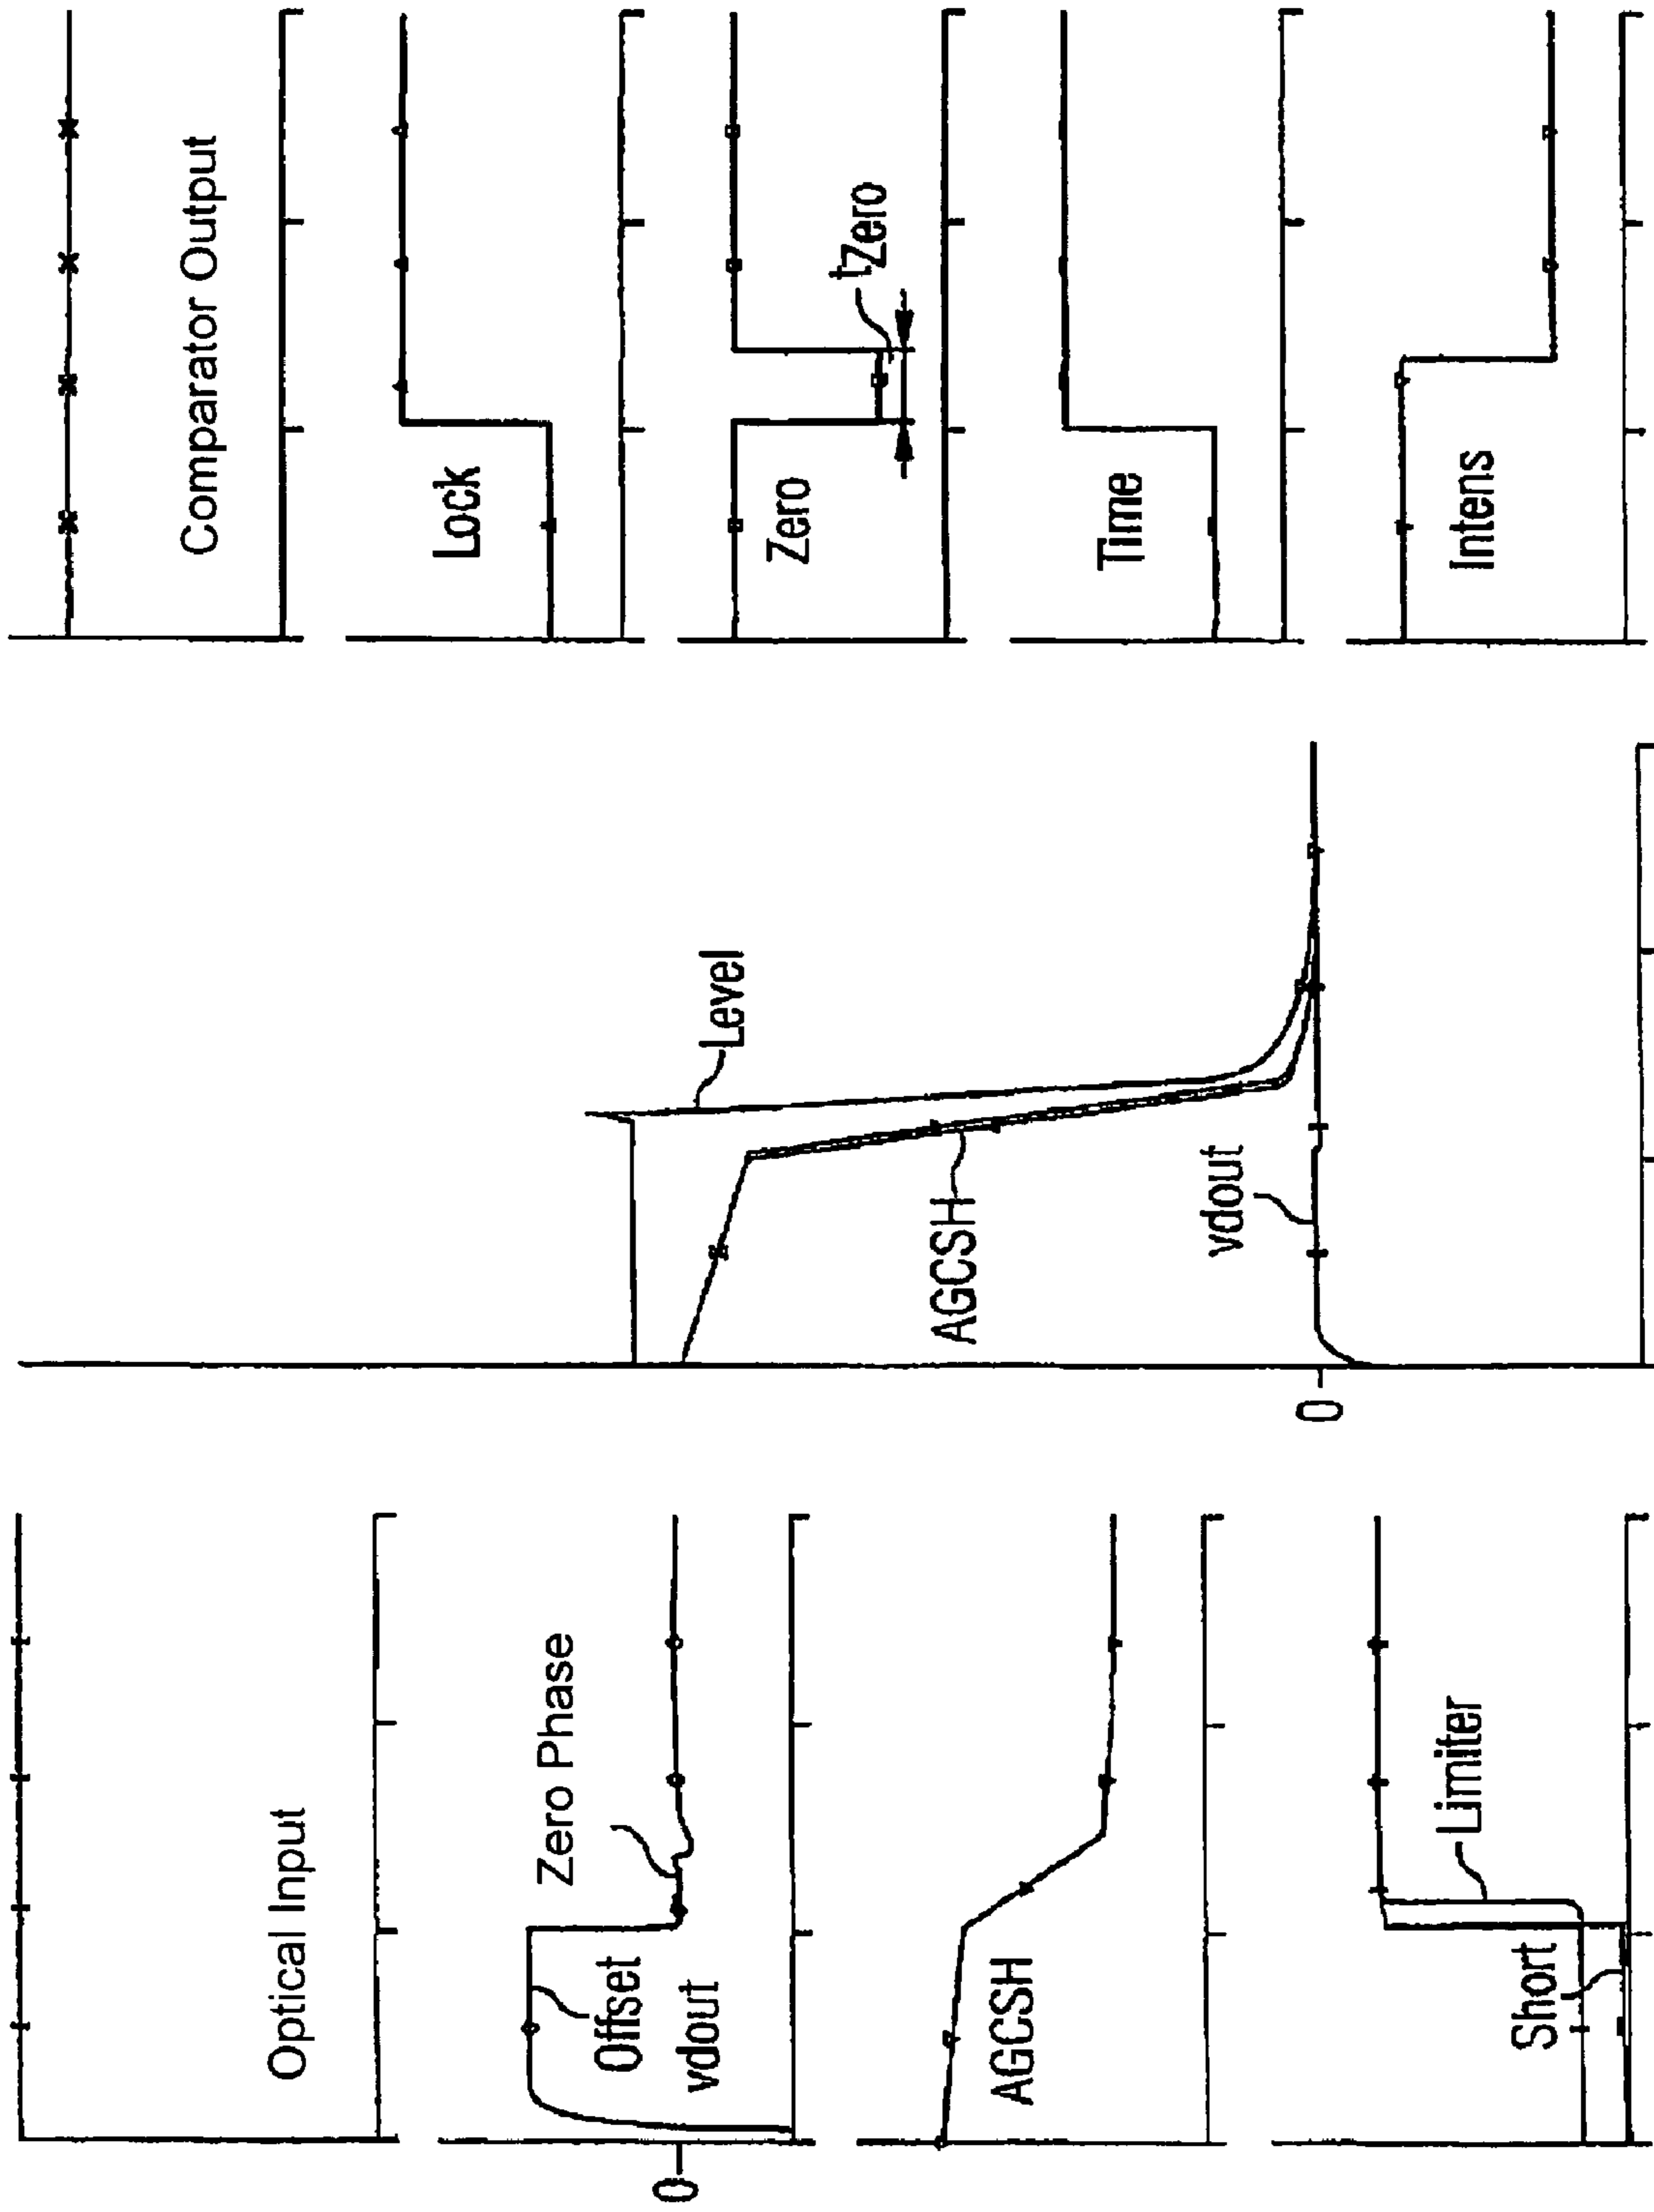 Optical Input
0
Offset
vdout
Zero Phase
AGCSH
Short
Limiter
0
Level
AGCSH
vdout
Comparator Output
Lock
Zero
tZero
Time
Intens